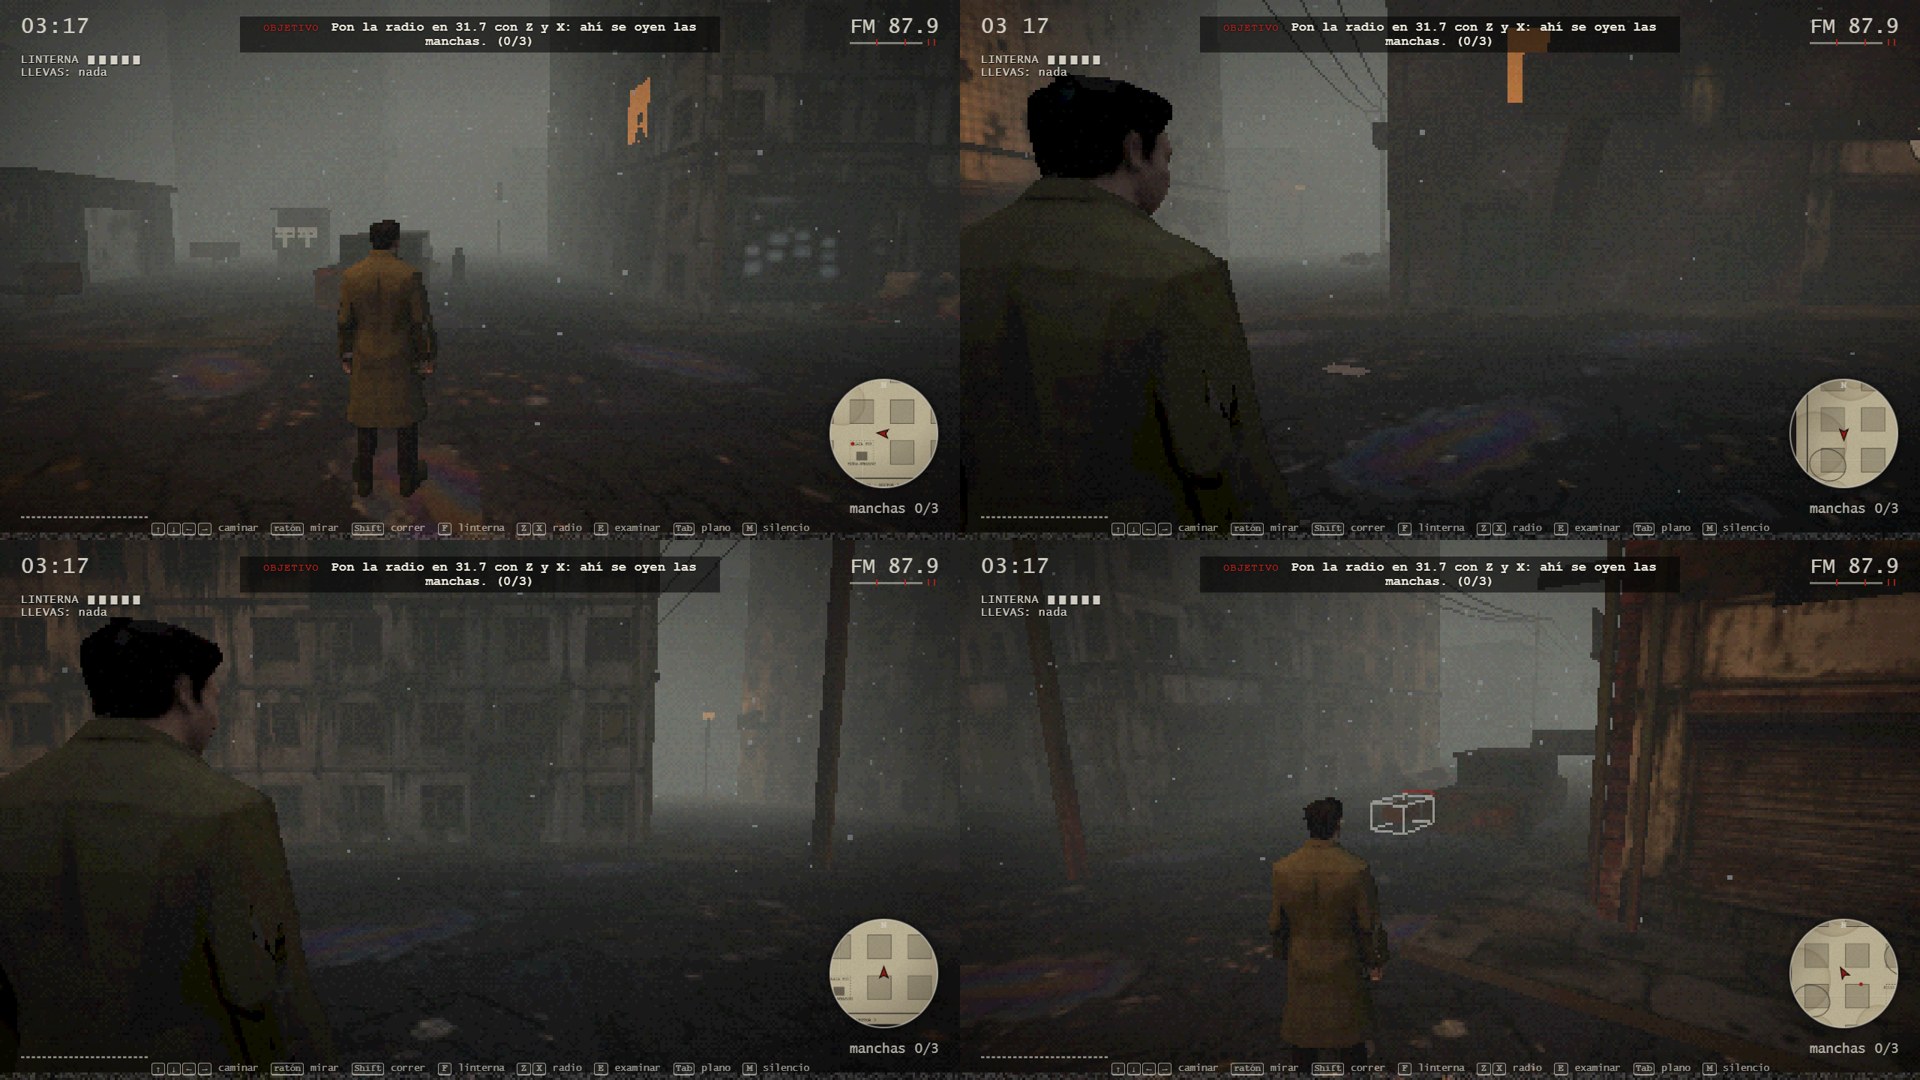 03:17
OBJETIVO Pon la radio en 31.7 con Z y X: ahí se oyen las
manchas. (0/3)
FM 87.9
LINTERNA
LLEVAS: nada
manchas 0/3
↑ ↓ ← → caminar ratón mirar Shift correr F linterna Z X radio E examinar Tab plano M silencio
03 17
OBJETIVO Pon la radio en 31.7 con Z y X: ahí se oyen las
manchas. (0/3)
FM 87.9
LINTERNA
LLEVAS: nada
manchas 0/3
↑ ↓ ← → caminar ratón mirar Shift correr F linterna Z X radio E examinar Tab plano M silencio
03:17
OBJETIVO Pon la radio en 31.7 con Z y X: ahí se oyen las
manchas. (0/3)
FM 87.9
LINTERNA
LLEVAS: nada
manchas 0/3
↑ ↓ ← → caminar ratón mirar Shift correr F linterna Z X radio E examinar Tab plano M silencio
03:17
OBJETIVO Pon la radio en 31.7 con Z y X: ahí se oyen las
manchas. (0/3)
FM 87.9
LINTERNA
LLEVAS: nada
manchas 0/3
↑ ↓ ← → caminar ratón mirar Shift correr F linterna Z X radio E examinar Tab plano M silencio